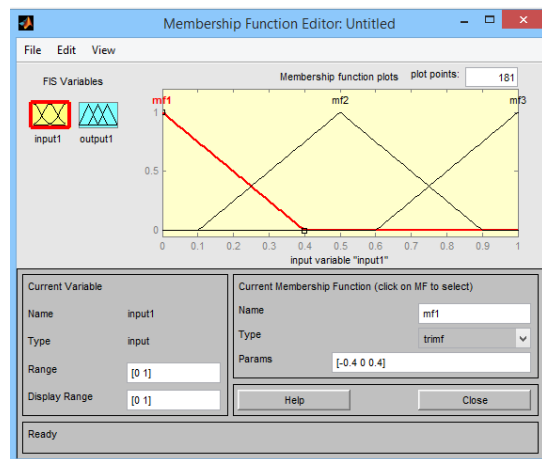 Membership Function Editor: Untitled
File Edit View
FIS Variables
Membership function plots plot points: 181
input1 output1
mf1 mf2 mf3
1
0.5
0
0 0.1 0.2 0.3 0.4 0.5 0.6 0.7 0.8 0.9 1
input variable "input1"
Current Variable
Name input1
Type input
Range [0 1]
Display Range [0 1]
Current Membership Function (click on MF to select)
Name mf1
Type trimf
Params [-0.4 0 0.4]
Help Close
Ready